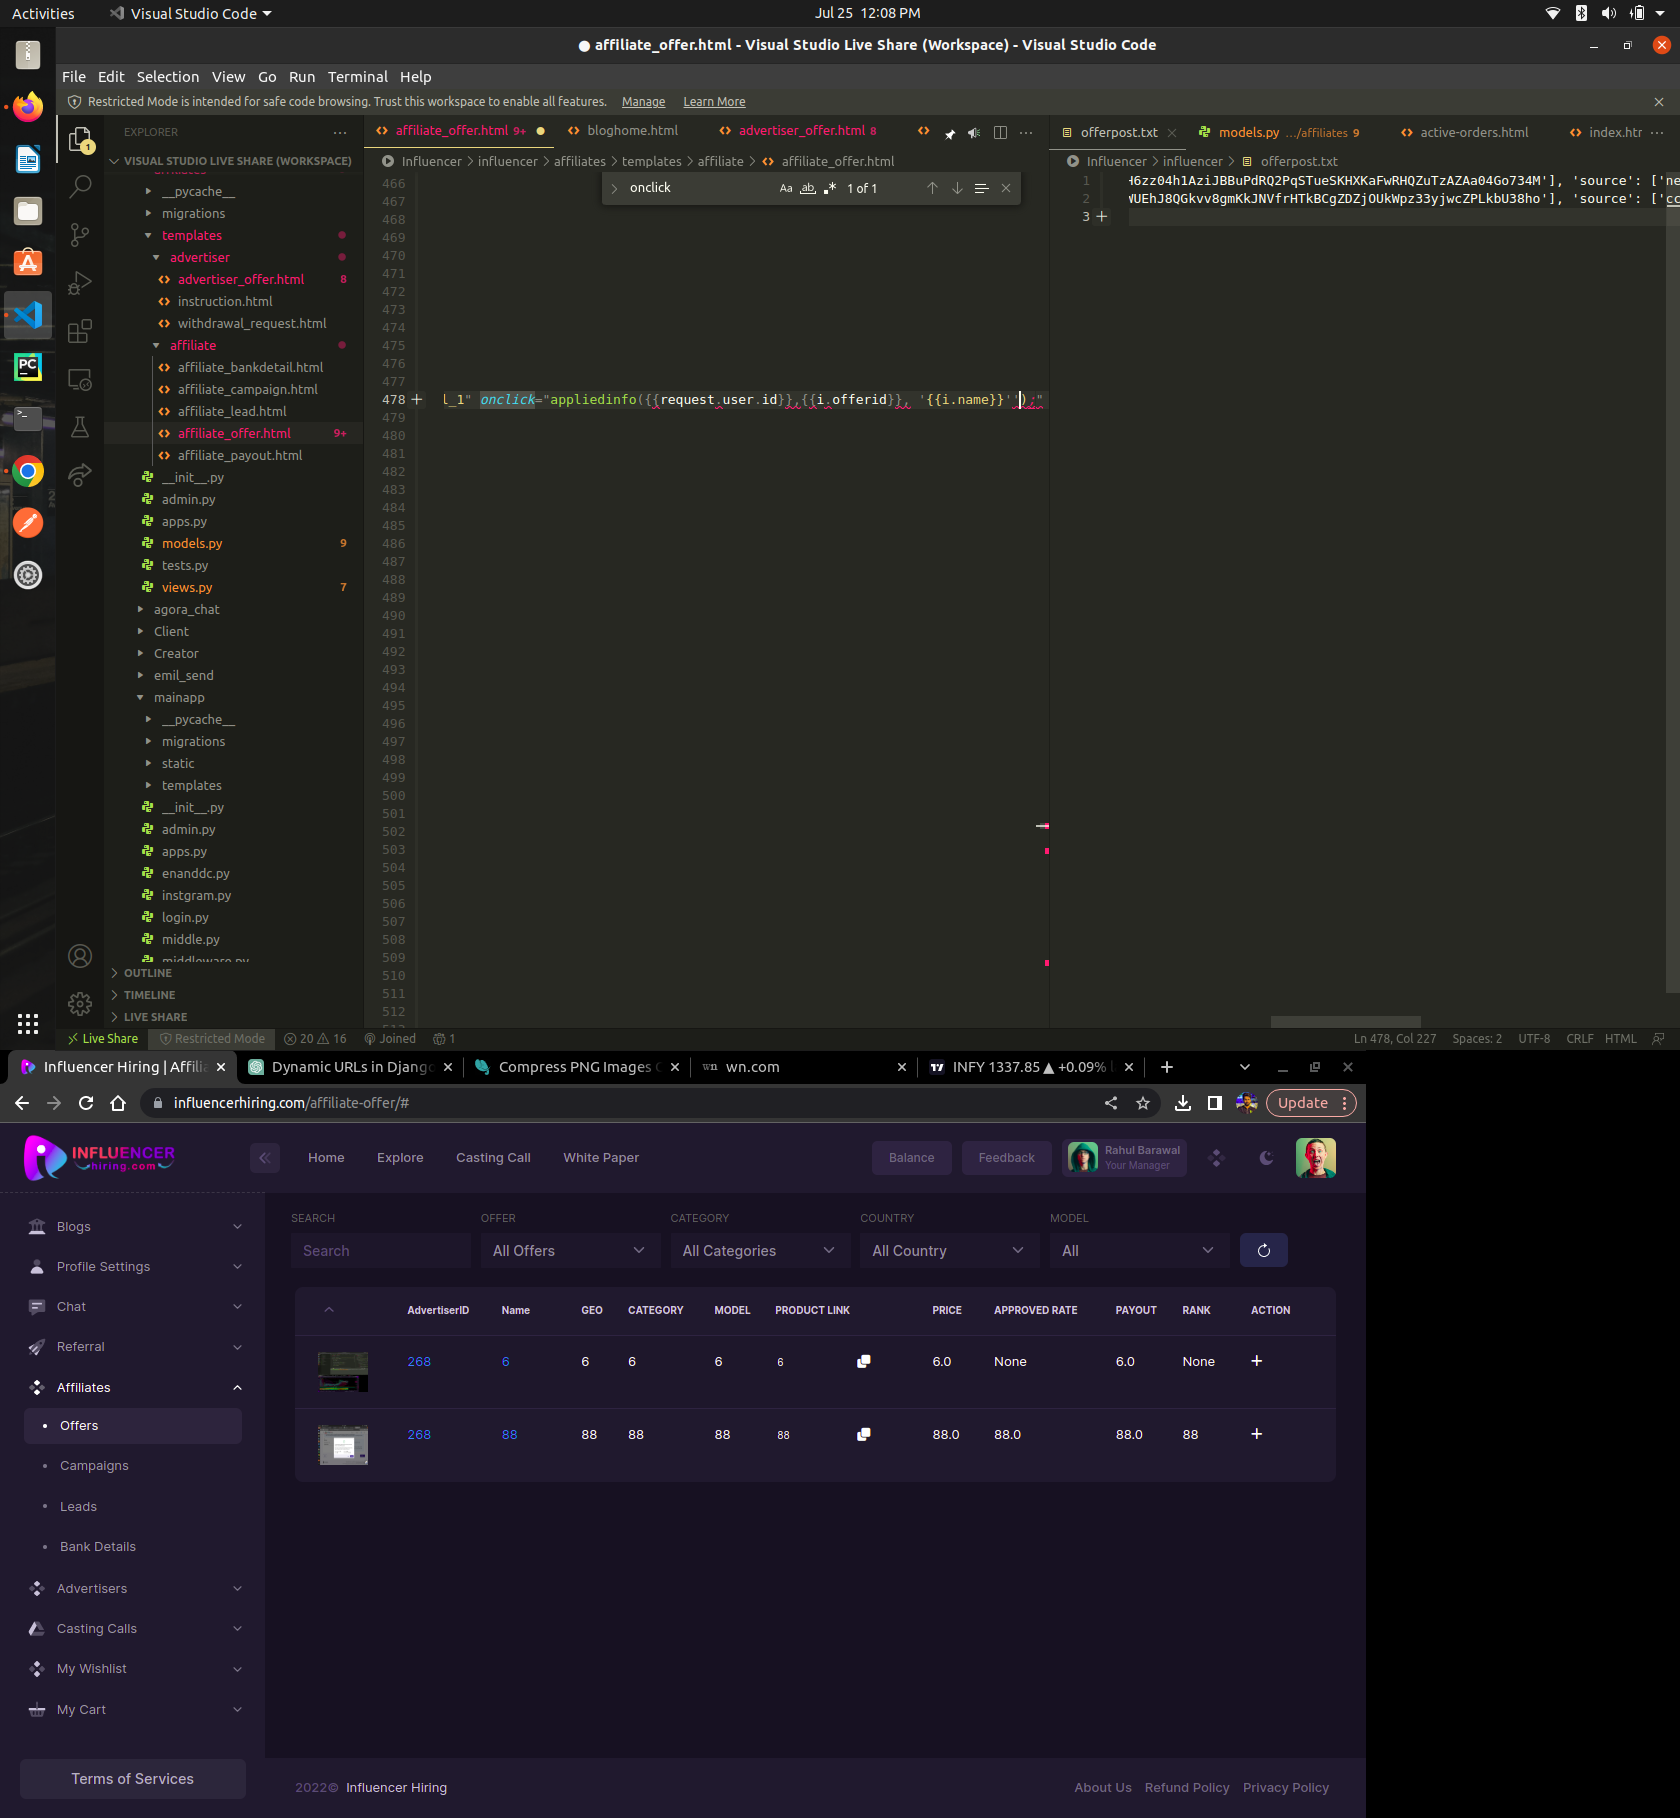 Activities Visual Studio Code Jul 25 12:08 PM
● affiliate_offer.html - Visual Studio Live Share (Workspace) - Visual Studio Code
File Edit Selection View Go Run Terminal Help
Restricted Mode is intended for safe code browsing. Trust this workspace to enable all features. Manage Learn More
EXPLORER
VISUAL STUDIO LIVE SHARE (WORKSPACE)
affiliates
__pycache__
migrations
templates
advertiser
advertiser_offer.html 8
instruction.html
withdrawal_request.html
affiliate
affiliate_bankdetail.html
affiliate_campaign.html
affiliate_lead.html
affiliate_offer.html 9+
affiliate_payout.html
__init__.py
admin.py
apps.py
models.py 9
tests.py
views.py 7
agora_chat
Client
Creator
emil_send
mainapp
__pycache__
migrations
static
templates
__init__.py
admin.py
apps.py
enanddc.py
instgram.py
login.py
middle.py
middleware.py
OUTLINE
TIMELINE
LIVE SHARE
affiliate_offer.html 9+ bloghome.html advertiser_offer.html 8
Influencer > influencer > affiliates > templates > affiliate > affiliate_offer.html
onclick Aa ab .* 1 of 1
466
467
468
469
470
471
472
473
474
475
476
477
478 l_1" onclick="appliedinfo({{request.user.id}},{{i.offerid}}, '{{i.name}}'');"
479
480
481
482
483
484
485
486
487
488
489
490
491
492
493
494
495
496
497
498
499
500
501
502
503
504
505
506
507
508
509
510
511
512
offerpost.txt models.py .../affiliates 9 active-orders.html index.htr
Influencer > influencer > offerpost.txt
1 H6zz04h1AziJBBuPdRQ2PqSTueSKHXKaFwRHQZuTzAZAa04Go734M'], 'source': ['ne
2 WUEhJ8QGkvv8gmKkJNVfrHTkBCgZDZjOUkWpz33yjwcZPLkbU38ho'], 'source': ['cc
3
Live Share Restricted Mode 20 16 Joined 1 Ln 478, Col 227 Spaces: 2 UTF-8 CRLF HTML
Influencer Hiring | Affilia Dynamic URLs in Django Compress PNG Images wn.com INFY 1337.85 ▲ +0.09%
influencerhiring.com/affiliate-offer/# Update
INFLUENCER
hiring.com
Home Explore Casting Call White Paper Balance Feedback Rahul Barawal
Your Manager
Blogs
Profile Settings
Chat
Referral
Affiliates
Offers
Campaigns
Leads
Bank Details
Advertisers
Casting Calls
My Wishlist
My Cart
Terms of Services
SEARCH OFFER CATEGORY COUNTRY MODEL
Search All Offers All Categories All Country All
AdvertiserID Name GEO CATEGORY MODEL PRODUCT LINK PRICE APPROVED RATE PAYOUT RANK ACTION
268 6 6 6 6 6 6.0 None 6.0 None +
268 88 88 88 88 88 88.0 88.0 88.0 88 +
2022© Influencer Hiring About Us Refund Policy Privacy Policy